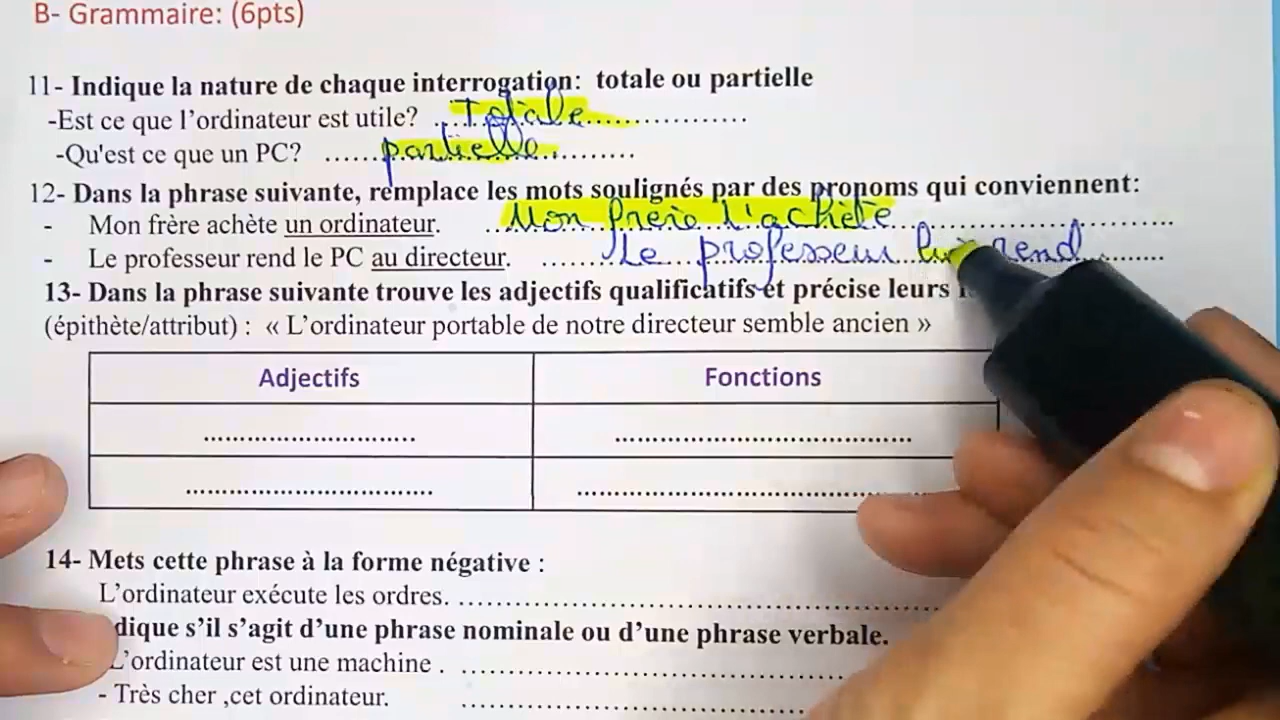 B- Grammaire: (6pts)
11- Indique la nature de chaque interrogation: totale ou partielle
-Est ce que l’ordinateur est utile? ....Totale....................
-Qu'est ce que un PC? ......partielle............
12- Dans la phrase suivante, remplace les mots soulignés par des pronoms qui conviennent:
- Mon frère achète un ordinateur. ...Mon frère l'achète..............................
- Le professeur rend le PC au directeur. .........Le professeur lui rend...........
13- Dans la phrase suivante trouve les adjectifs qualificatifs et précise leurs
(épithète/attribut) : « L’ordinateur portable de notre directeur semble ancien »
Adjectifs Fonctions
................................ .............................................
..................................... .............................................
14- Mets cette phrase à la forme négative :
L’ordinateur exécute les ordres. ......................................................
dique s’il s’agit d’une phrase nominale ou d’une phrase verbale.
L’ordinateur est une machine . ......................................................
- Très cher ,cet ordinateur. .................................................